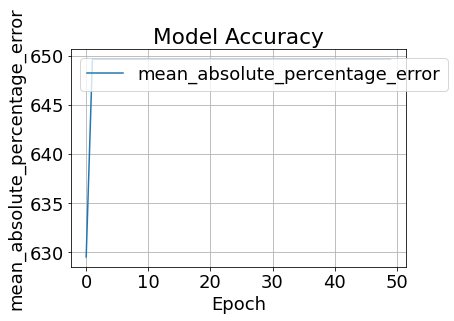 Model Accuracy
mean_absolute_percentage_error
mean_absolute_percentage_error
650
645
640
635
630
0 10 20 30 40 50
Epoch